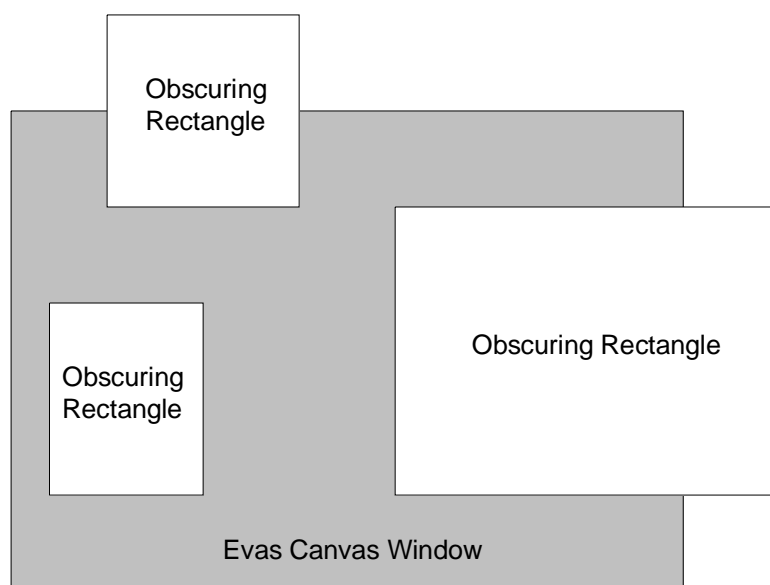 Obscuring
Rectangle
Obscuring Rectangle
Obscuring
Rectangle
Evas Canvas Window